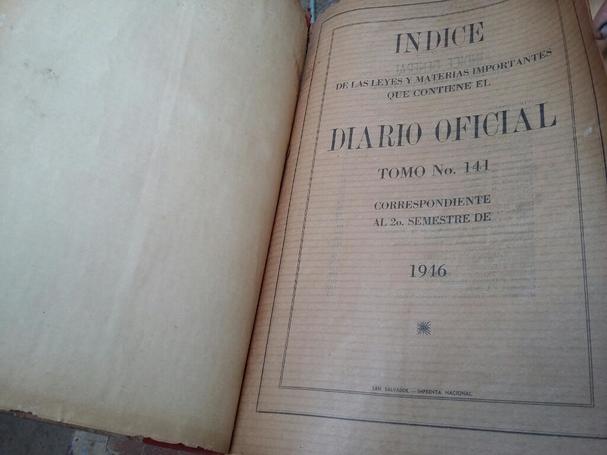 INDICE
DE LAS LEYES Y MATERIAS IMPORTANTES
QUE CONTIENE EL
DIARIO OFICIAL
TOMO No. 141
CORRESPONDIENTE
AL 2o. SEMESTRE DE
1946
SAN SALVADOR. — IMPRENTA NACIONAL